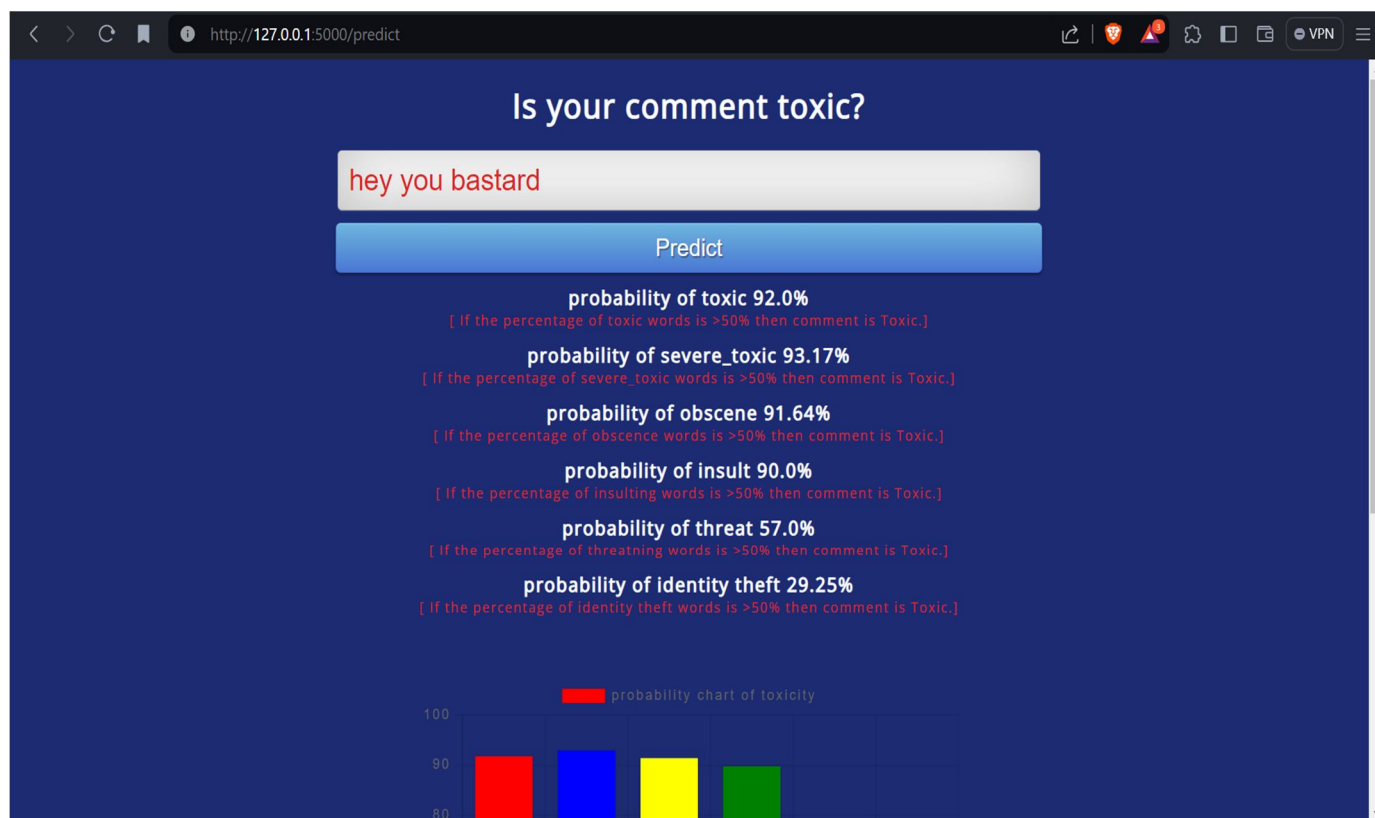 http://127.0.0.1:5000/predict
3
VPN
Is your comment toxic?
hey you bastard
Predict
probability of toxic 92.0%
[ If the percentage of toxic words is >50% then comment is Toxic.]
probability of severe_toxic 93.17%
[ If the percentage of severe_toxic words is >50% then comment is Toxic.]
probability of obscene 91.64%
[ If the percentage of obscence words is >50% then comment is Toxic.]
probability of insult 90.0%
[ If the percentage of insulting words is >50% then comment is Toxic.]
probability of threat 57.0%
[ If the percentage of threatning words is >50% then comment is Toxic.]
probability of identity theft 29.25%
[ If the percentage of identity theft words is >50% then comment is Toxic.]
probability chart of toxicity
100
90
80